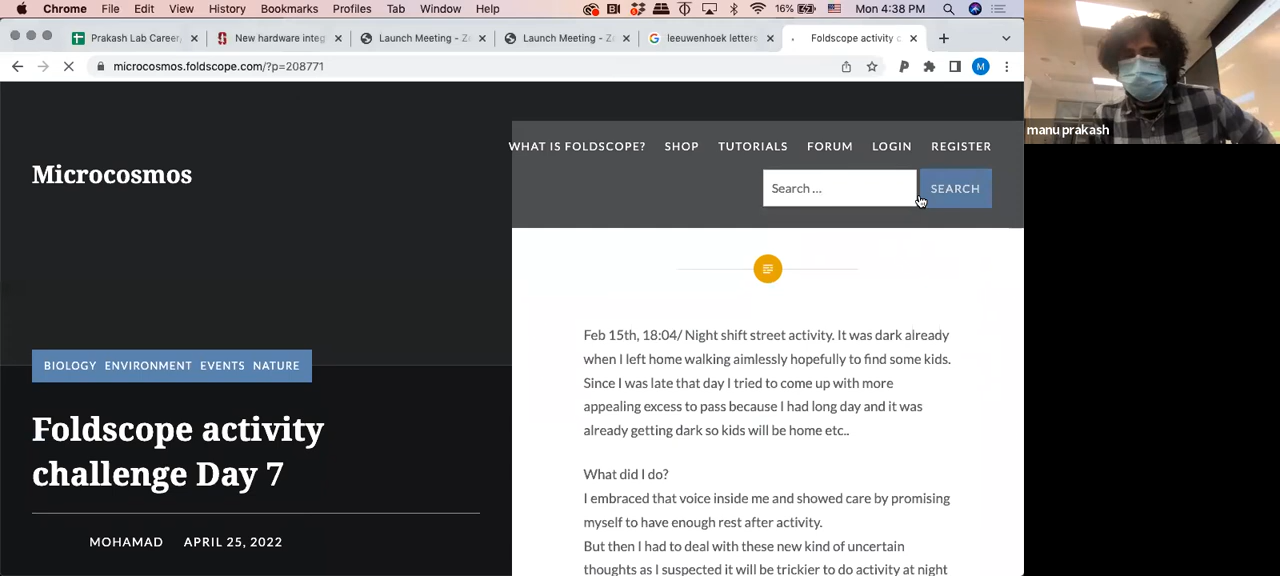 Chrome File Edit View History Bookmarks Profiles Tab Window Help 16% Mon 4:38 PM
Prakash Lab Career New hardware integ Launch Meeting - Z Launch Meeting - Z leeuwenhoek letters Foldscope activity c
microcosmos.foldscope.com/?p=208771
manu prakash
WHAT IS FOLDSCOPE? SHOP TUTORIALS FORUM LOGIN REGISTER
Microcosmos
Search ... SEARCH
BIOLOGY ENVIRONMENT EVENTS NATURE
Foldscope activity
challenge Day 7
MOHAMAD APRIL 25, 2022
Feb 15th, 18:04/ Night shift street activity. It was dark already
when I left home walking aimlessly hopefully to find some kids.
Since I was late that day I tried to come up with more
appealing excess to pass because I had long day and it was
already getting dark so kids will be home etc..
What did I do?
I embraced that voice inside me and showed care by promising
myself to have enough rest after activity.
But then I had to deal with these new kind of uncertain
thoughts as I suspected it will be trickier to do activity at night